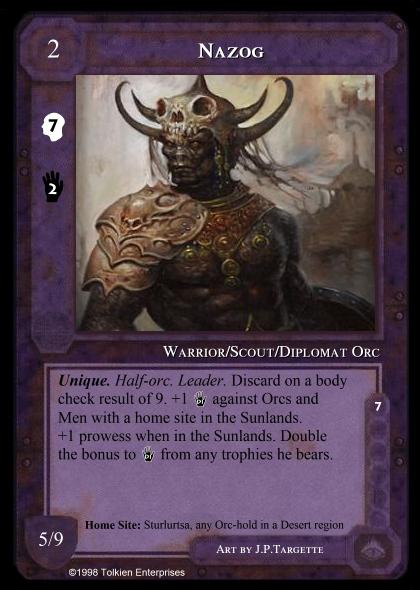 2
NAZOG
7
2
WARRIOR/SCOUT/DIPLOMAT ORC
Unique. Half-orc. Leader. Discard on a body
check result of 9. +1 DI against Orcs and
Men with a home site in the Sunlands.
+1 prowess when in the Sunlands. Double
the bonus to DI from any trophies he bears.
7
Home Site: Sturlurtsa, any Orc-hold in a Desert region
5/9
ART BY J.P.TARGETTE
©1998 Tolkien Enterprises